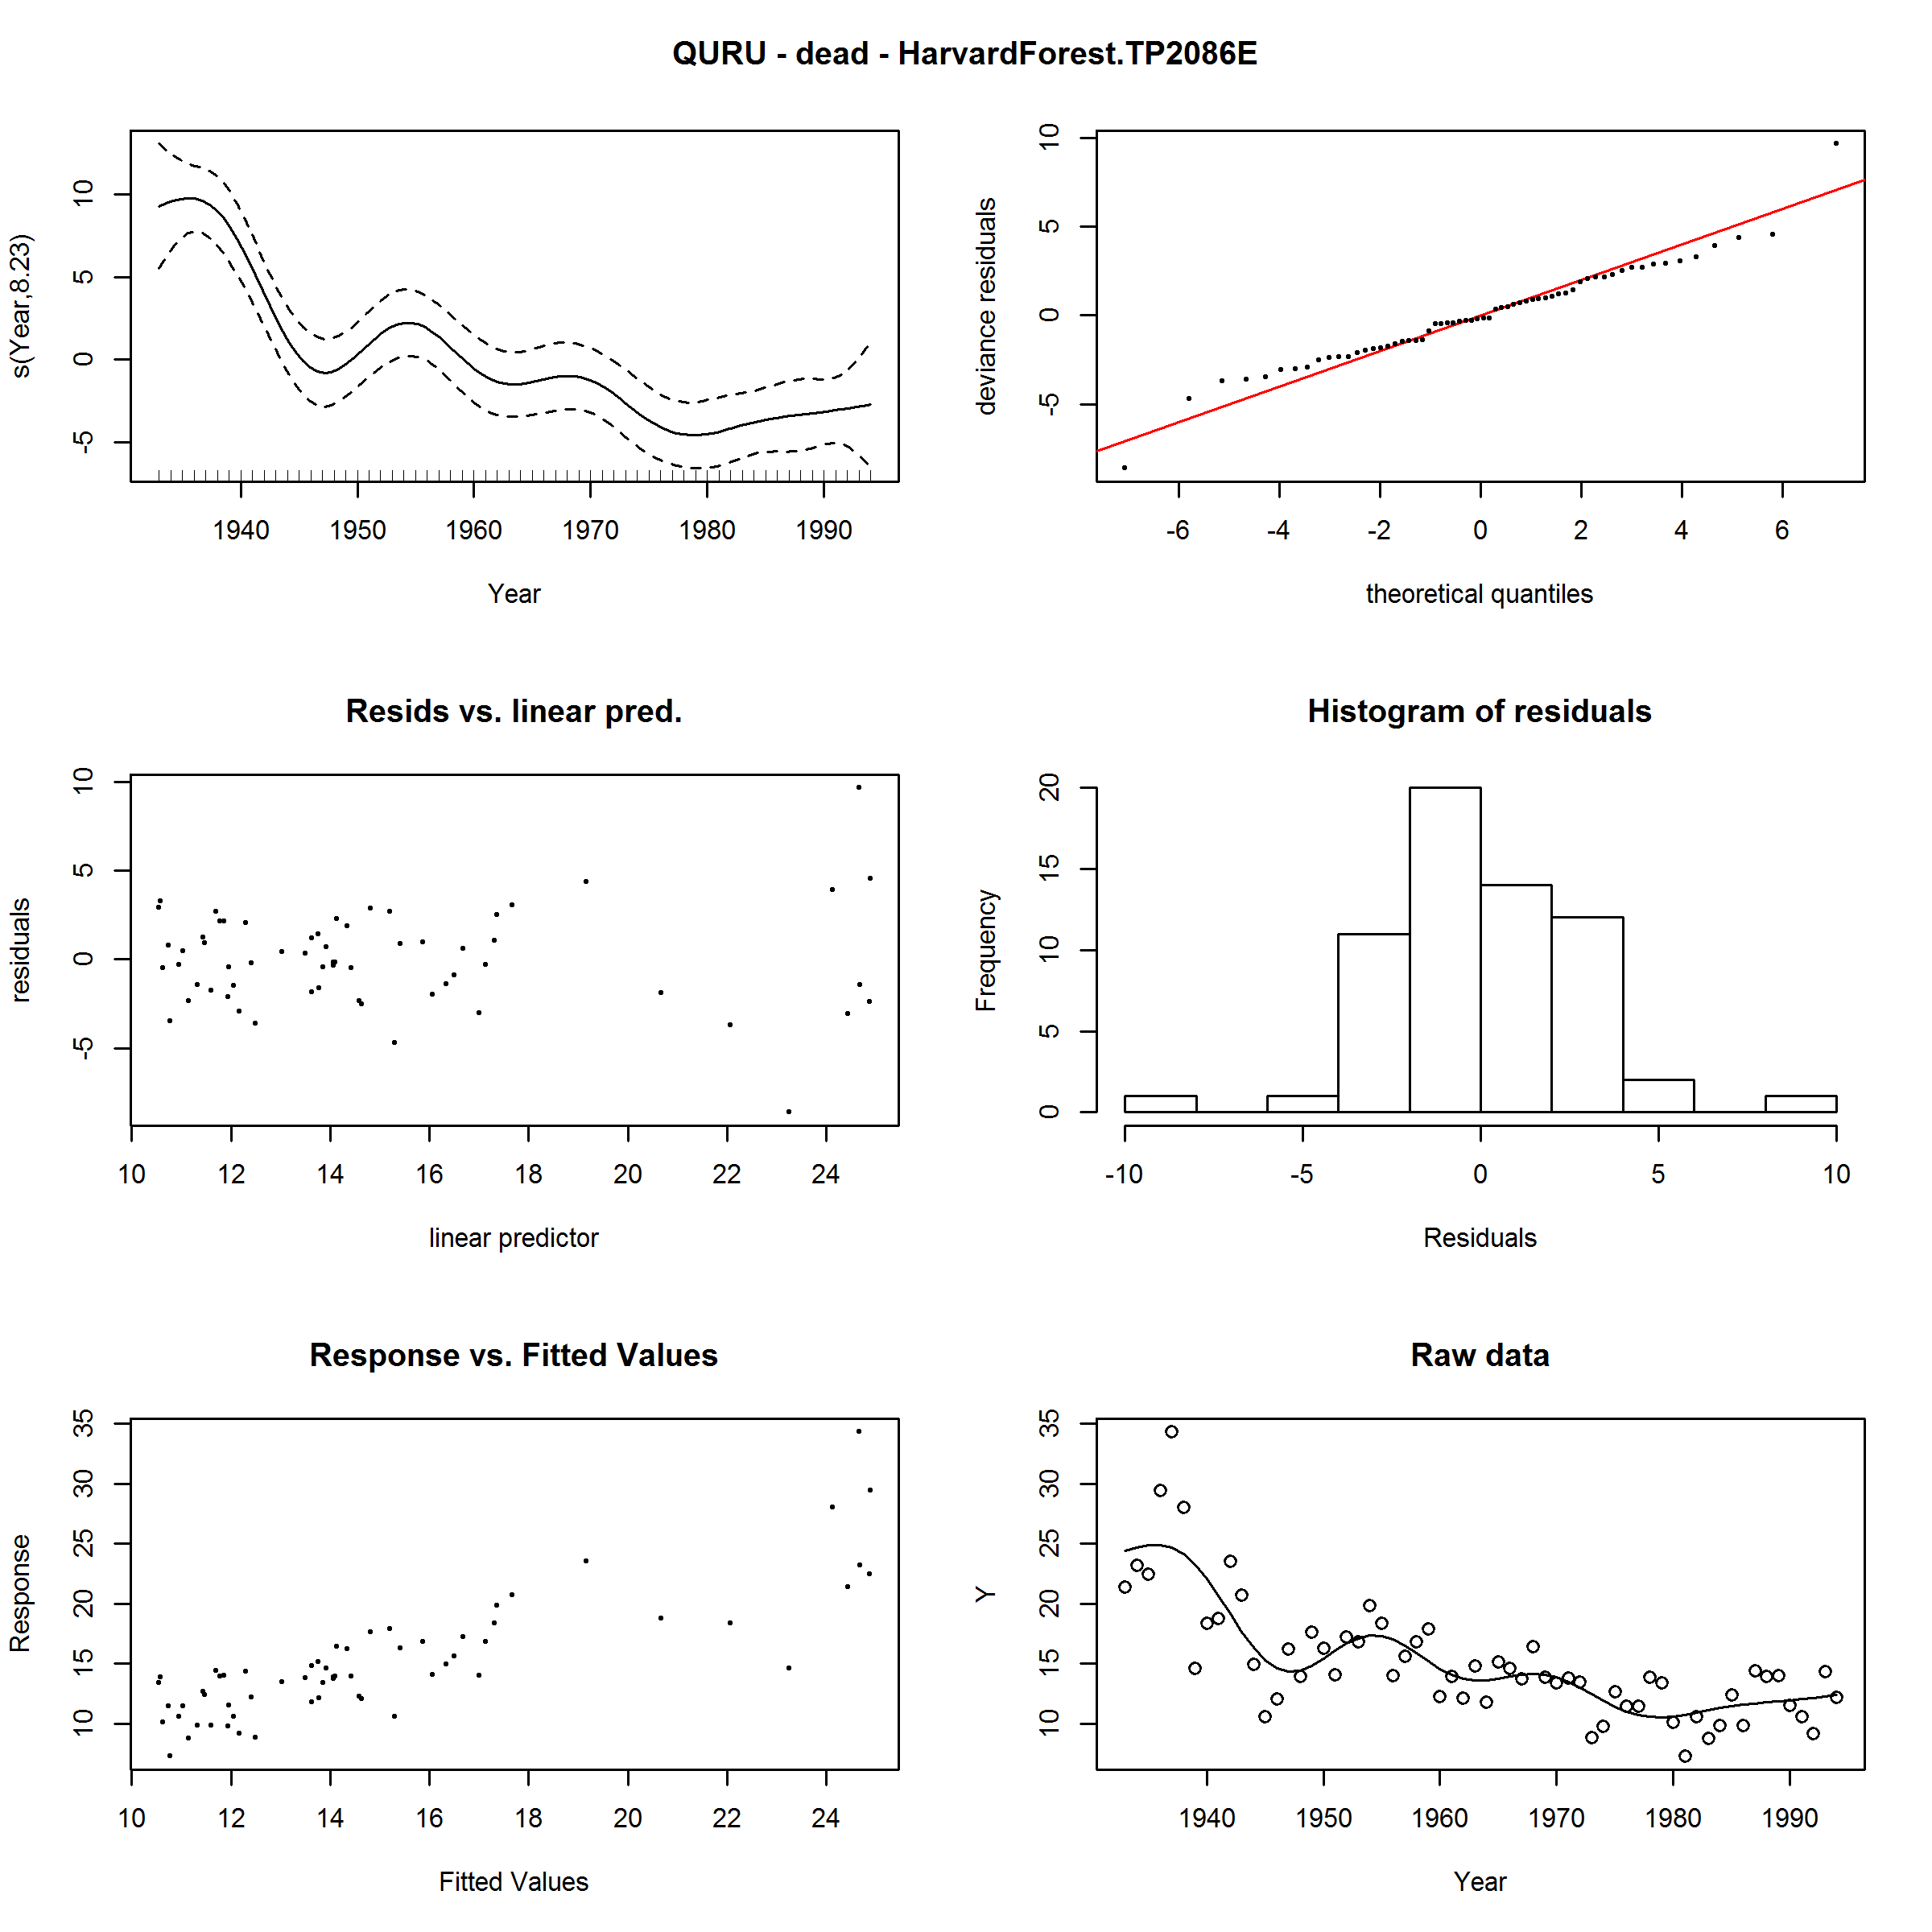 QURU - dead - HarvardForest.TP2086E
s(Year,8.23)
10
5
0
-5
1940 1950 1960 1970 1980 1990
Year
deviance residuals
10
5
0
-5
-6 -4 -2 0 2 4 6
theoretical quantiles
Resids vs. linear pred.
residuals
10
5
0
-5
10 12 14 16 18 20 22 24
linear predictor
Histogram of residuals
Frequency
20
15
10
5
0
-10 -5 0 5 10
Residuals
Response vs. Fitted Values
Response
35
30
25
20
15
10
10 12 14 16 18 20 22 24
Fitted Values
Raw data
Y
35
30
25
20
15
10
1940 1950 1960 1970 1980 1990
Year